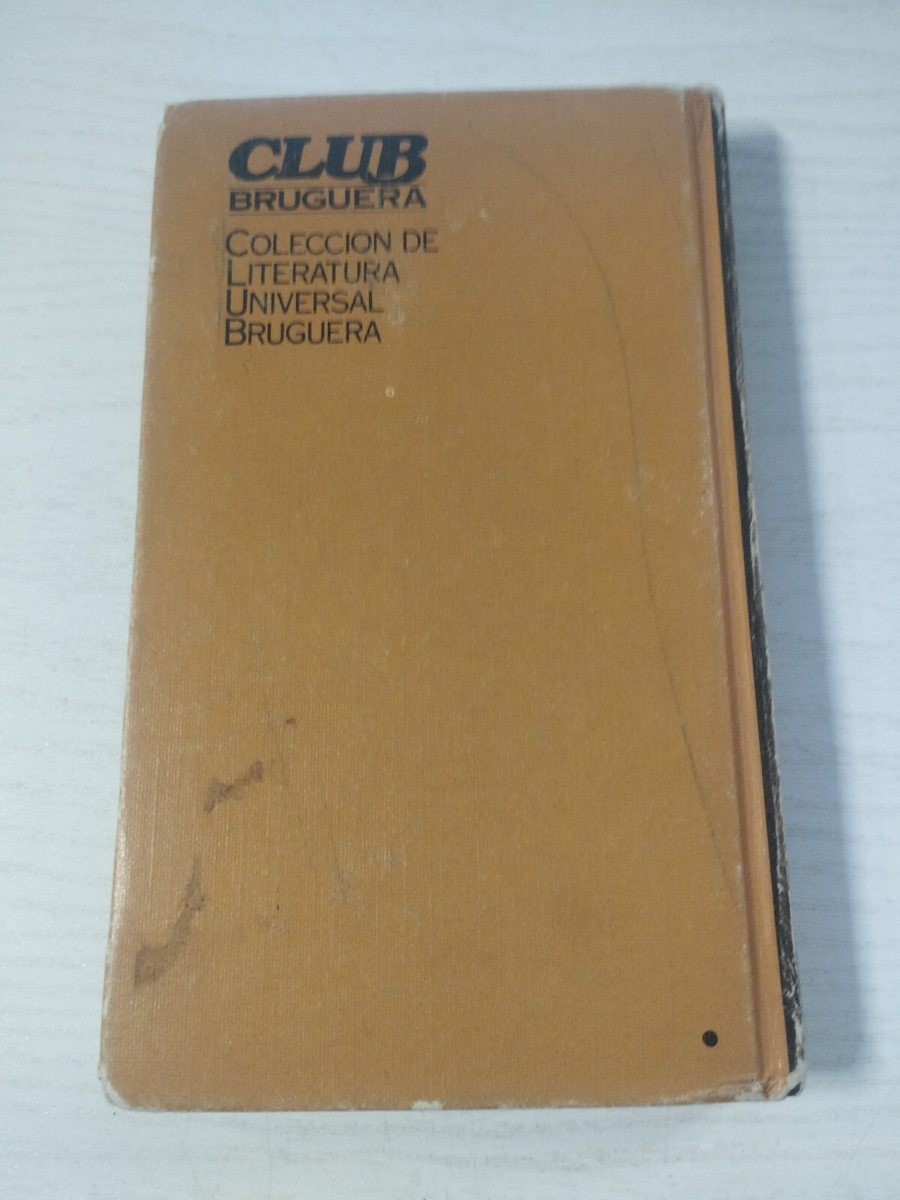 CLUB
BRUGUERA
COLECCION DE
LITERATURA
UNIVERSAL
BRUGUERA